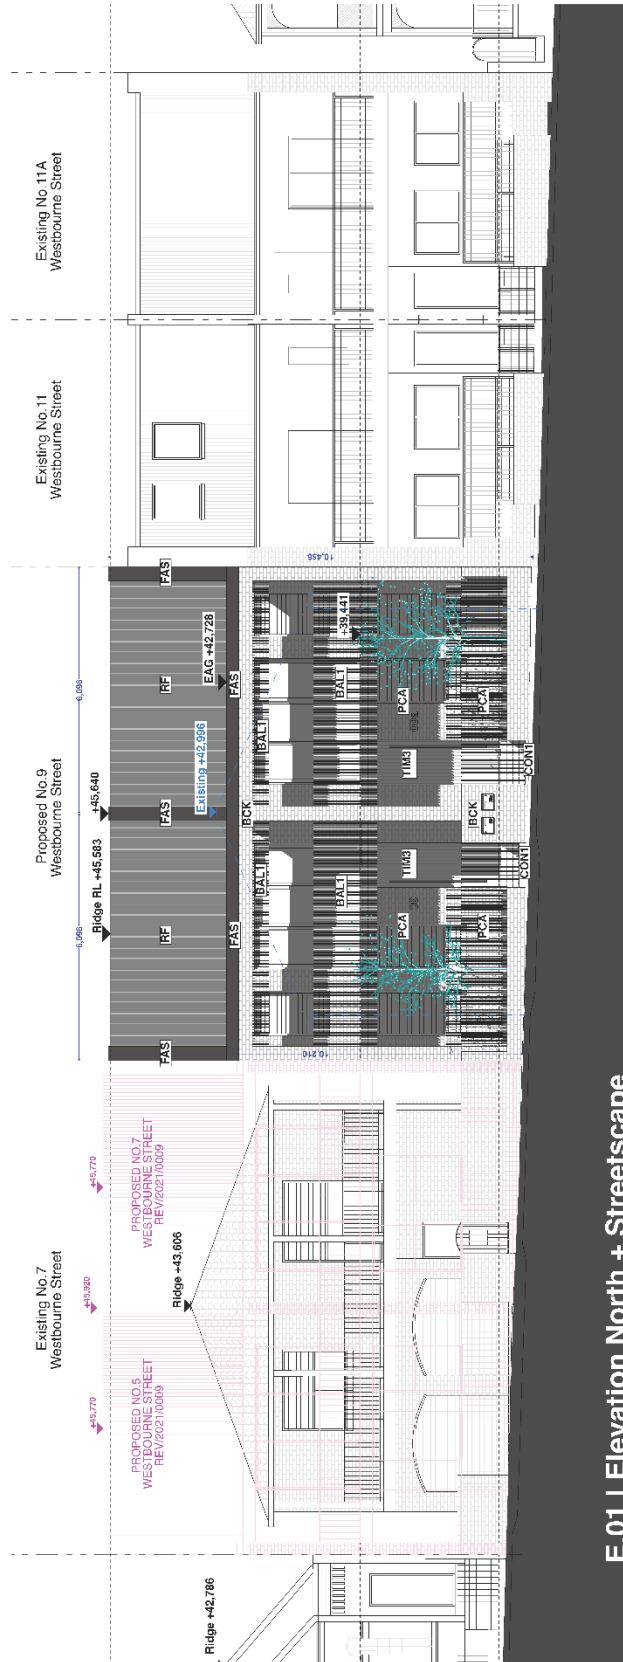 Existing No.7
Westbourne Street
Proposed No.9
Westbourne Street
Existing No.11
Westbourne Street
Existing No 11A
Westbourne Street
+45,770
+45,920
+45,770
PROPOSED NO.5
WESTBOURNE STREET
REV/2021/0009
PROPOSED NO.7
WESTBOURNE STREET
REV/2021/0009
Ridge +42,786
Ridge +43,606
6,096
6,096
Ridge RL +45,583
+45,640
FAS
RF
FAS
RF
FAS
Existing +42,996
EAG +42,728
FAS
FAS
BCK
BAL1
BAL1
10,210
10,456
BAL1
BAL1
+39,441
PCA
TIM3
TIM3
PCA
PCA
BCK
PCA
CON1
CON1
E.01 | Elevation North + Streetscape